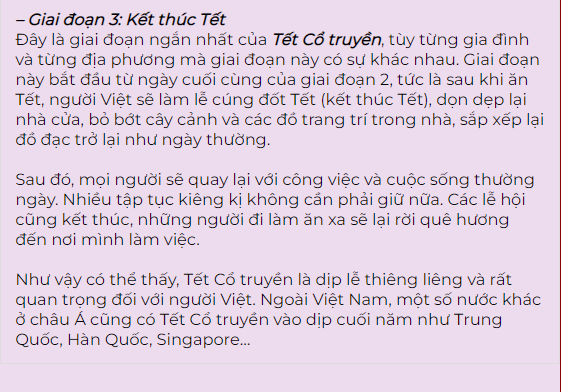 – Giai đoạn 3: Kết thúc Tết
Đây là giai đoạn ngắn nhất của Tết Cổ truyền, tùy từng gia đình
và từng địa phương mà giai đoạn này có sự khác nhau. Giai đoạn
này bắt đầu từ ngày cuối cùng của giai đoạn 2, tức là sau khi ăn
Tết, người Việt sẽ làm lễ cúng đốt Tết (kết thúc Tết), dọn dẹp lại
nhà cửa, bỏ bớt cây cảnh và các đồ trang trí trong nhà, sắp xếp lại
đồ đạc trở lại như ngày thường.
Sau đó, mọi người sẽ quay lại với công việc và cuộc sống thường
ngày. Nhiều tập tục kiêng kị không cần phải giữ nữa. Các lễ hội
cũng kết thúc, những người đi làm ăn xa sẽ lại rời quê hương
đến nơi mình làm việc.
Như vậy có thể thấy, Tết Cổ truyền là dịp lễ thiêng liêng và rất
quan trọng đối với người Việt. Ngoài Việt Nam, một số nước khác
ở châu Á cũng có Tết Cổ truyền vào dịp cuối năm như Trung
Quốc, Hàn Quốc, Singapore...